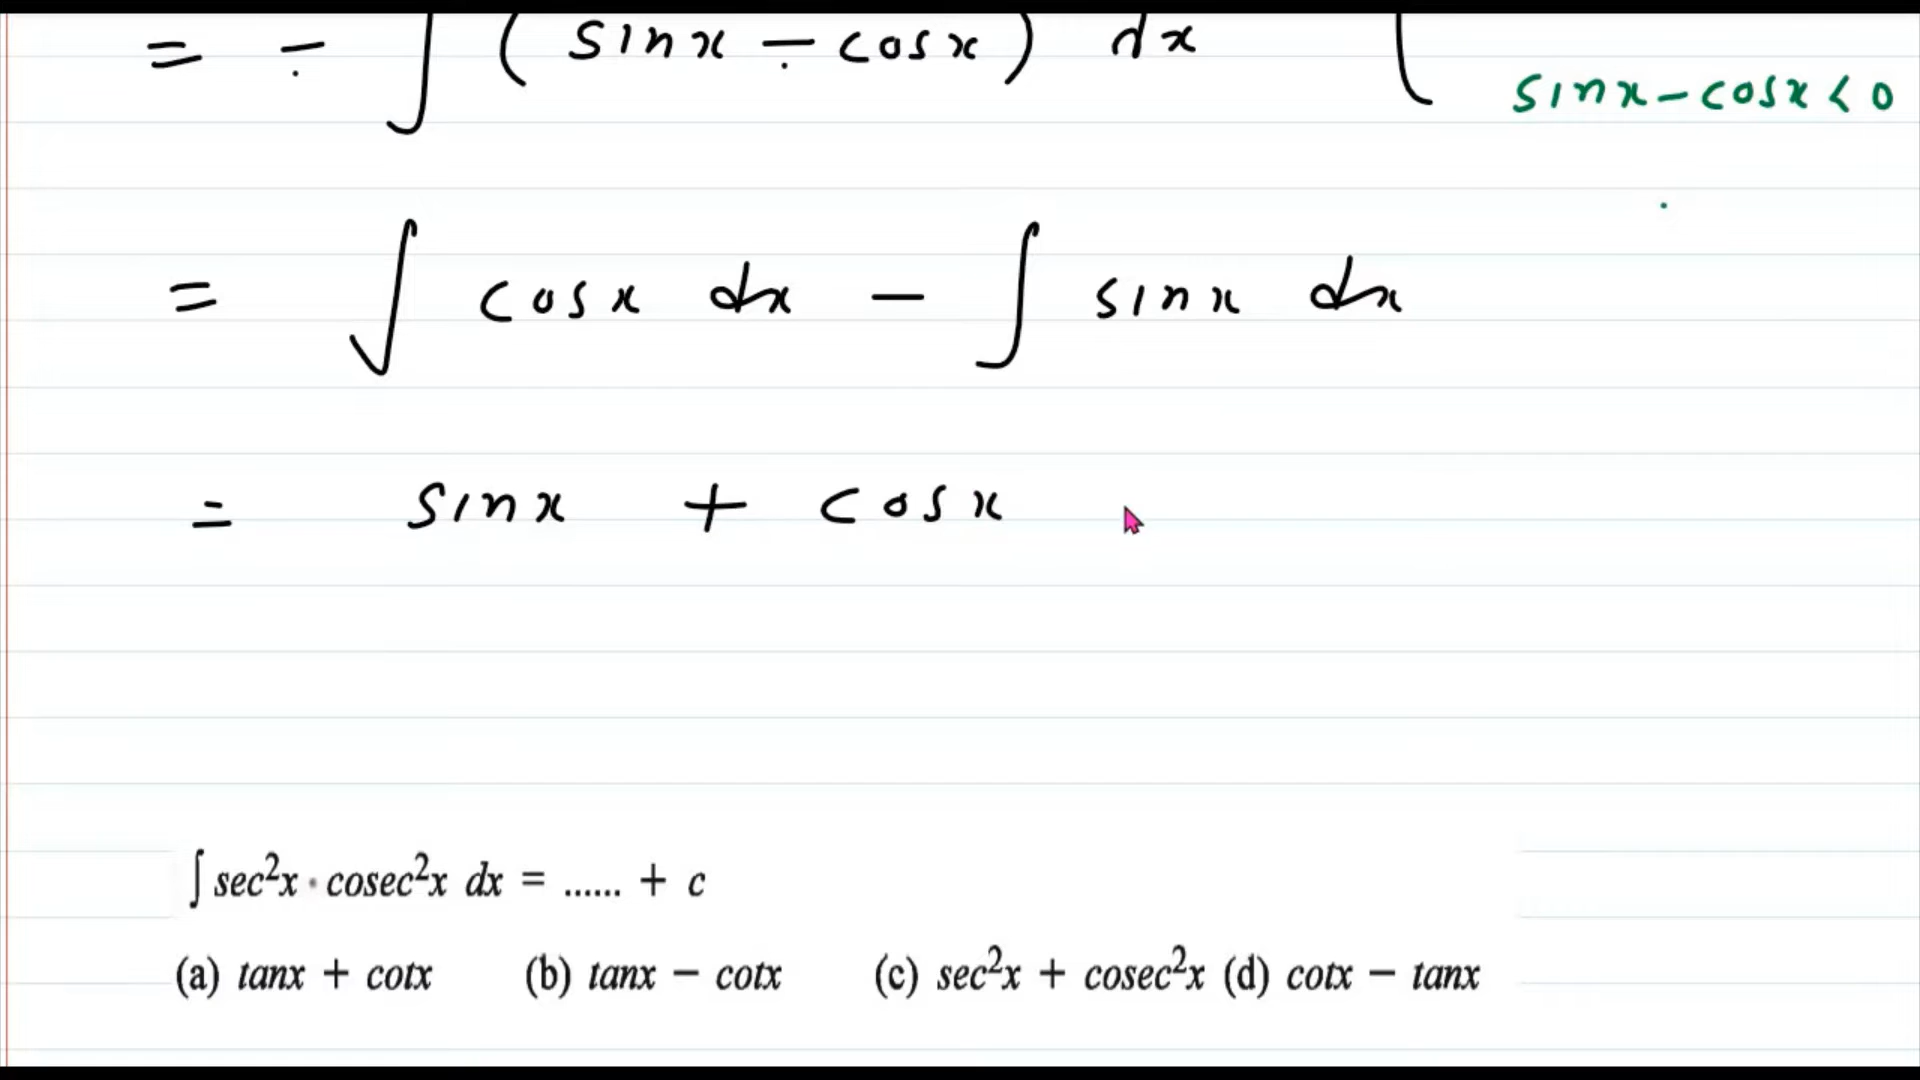 = - ∫ ( sinx - cosx ) dx (
sinx - cosx < 0
= ∫ cosx dx - ∫ sinx dx
= sinx + cosx
∫ sec²x · cosec²x dx = ...... + c
(a) tanx + cotx (b) tanx − cotx (c) sec²x + cosec²x (d) cotx − tanx